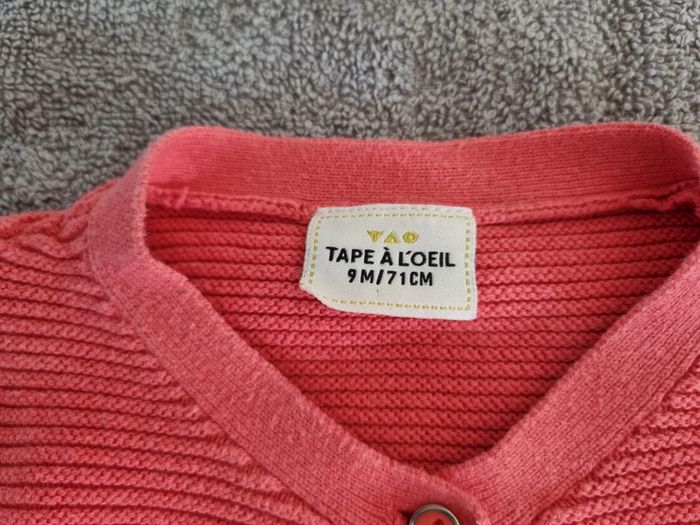 TAO
TAPE À L'OEIL
9M/71CM